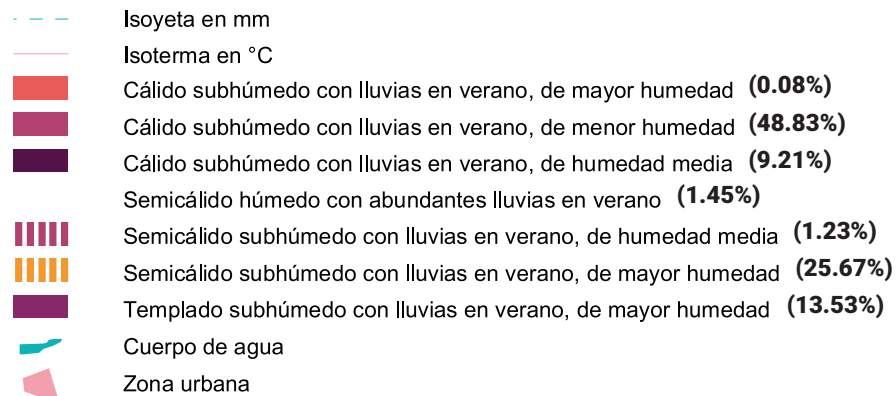 Isoyeta en mm
Isoterma en °C
Cálido subhúmedo con lluvias en verano, de mayor humedad (0.08%)
Cálido subhúmedo con lluvias en verano, de menor humedad (48.83%)
Cálido subhúmedo con lluvias en verano, de humedad media (9.21%)
Semicálido húmedo con abundantes lluvias en verano (1.45%)
Semicálido subhúmedo con lluvias en verano, de humedad media (1.23%)
Semicálido subhúmedo con lluvias en verano, de mayor humedad (25.67%)
Templado subhúmedo con lluvias en verano, de mayor humedad (13.53%)
Cuerpo de agua
Zona urbana